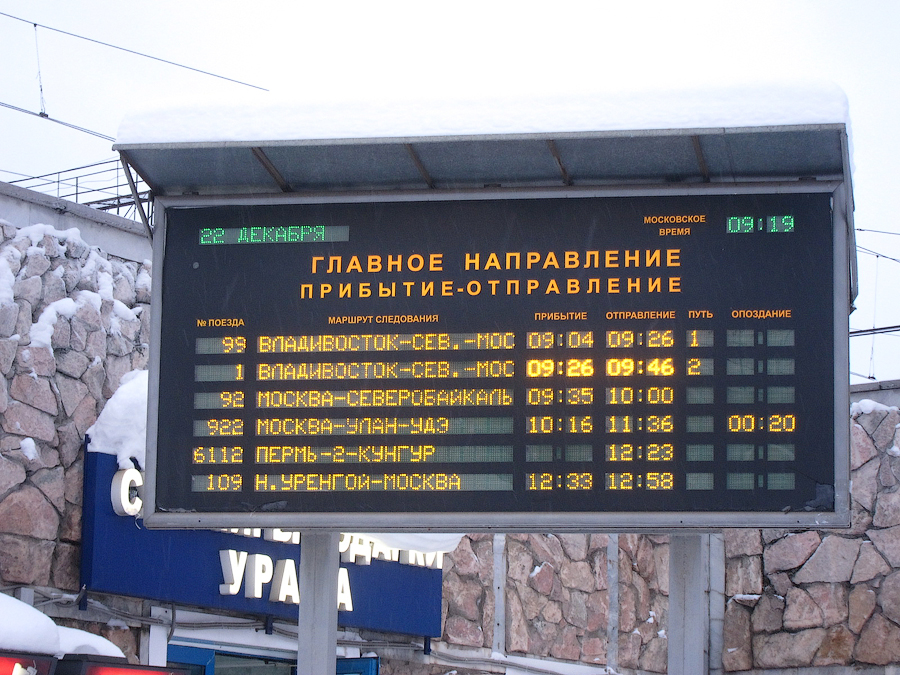 22 ДЕКАБРЯ
МОСКОВСКОЕ ВРЕМЯ 09:19
ГЛАВНОЕ НАПРАВЛЕНИЕ
ПРИБЫТИЕ-ОТПРАВЛЕНИЕ
№ ПОЕЗДА МАРШРУТ СЛЕДОВАНИЯ ПРИБЫТИЕ ОТПРАВЛЕНИЕ ПУТЬ ОПОЗДАНИЕ
99 ВЛАДИВОСТОК-СЕВ.-МОС 09:04 09:26 1
1 ВЛАДИВОСТОК-СЕВ.-МОС 09:26 09:46 2
92 МОСКВА-СЕВЕРОБАЙКАЛЬ 09:35 10:00
922 МОСКВА-УЛАН-УДЭ 10:16 11:36 00:20
6112 ПЕРМЬ-2-КУНГУР 12:23
109 Н.УРЕНГОЙ-МОСКВА 12:33 12:58
УРАЛА